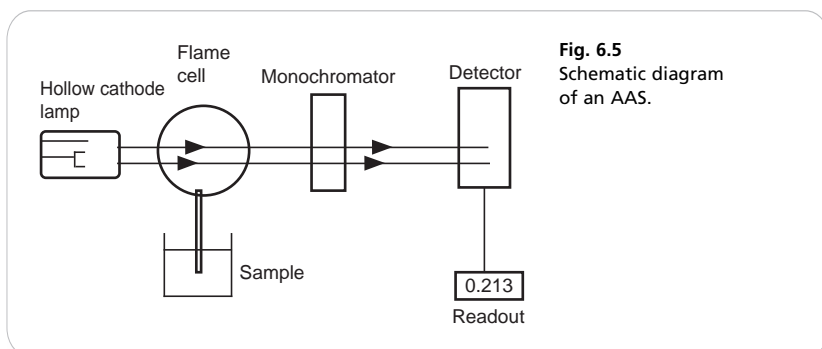 Flame
cell
Monochromator
Detector
Hollow cathode
lamp
Sample
0.213
Readout
Fig. 6.5
Schematic diagram
of an AAS.